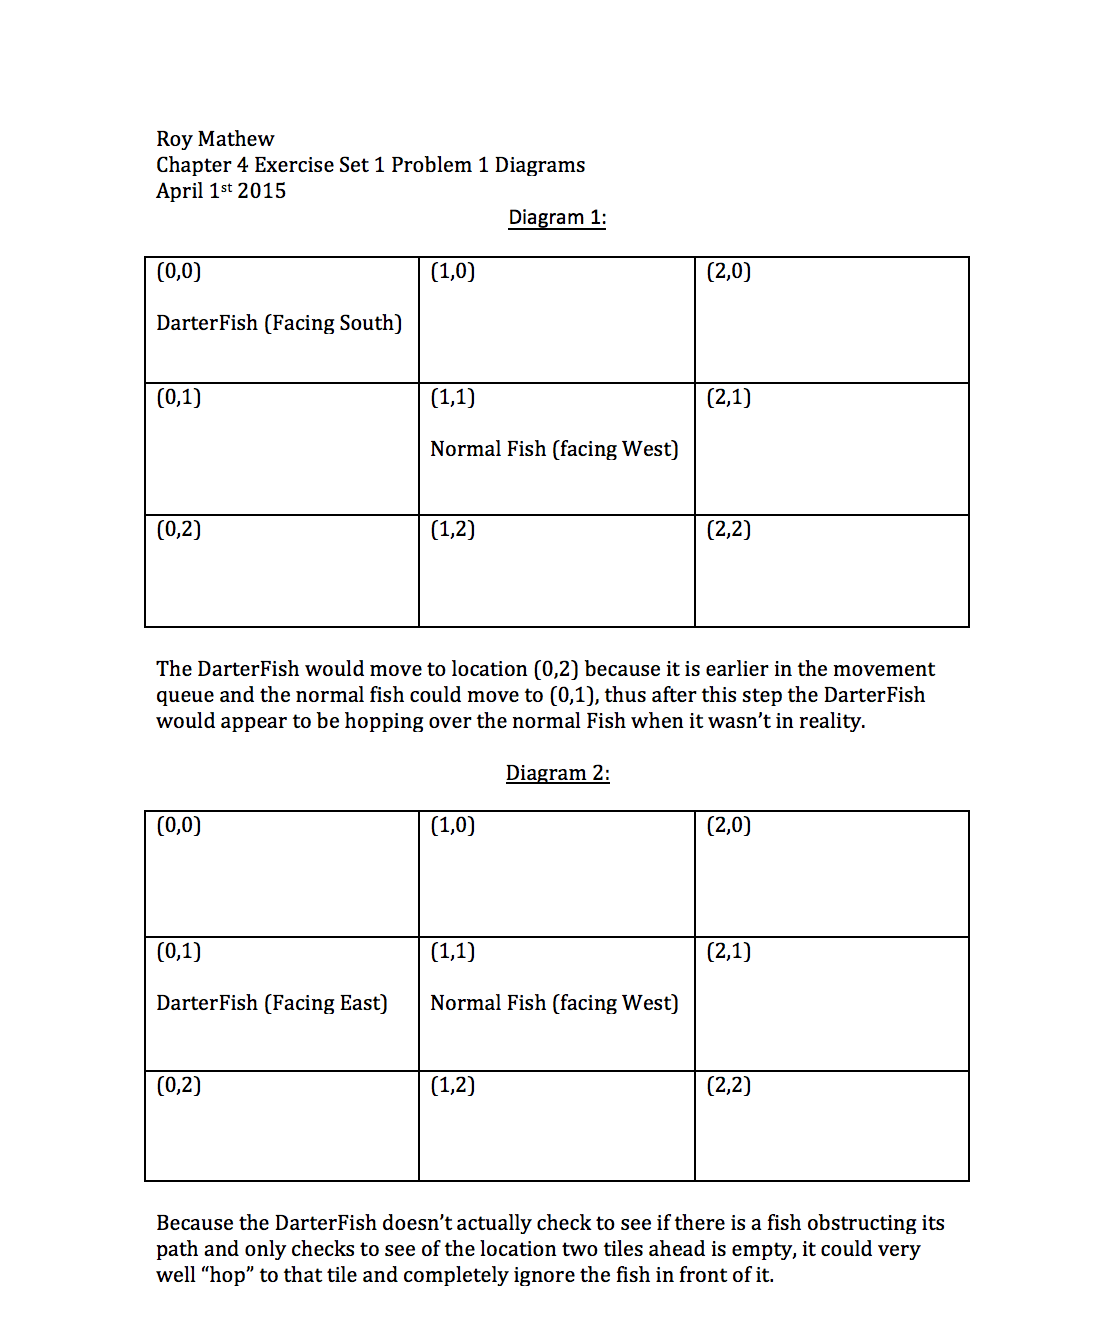 Roy Mathew
Chapter 4 Exercise Set 1 Problem 1 Diagrams
April 1st 2015
Diagram 1:
(0,0) (1,0) (2,0)
DarterFish (Facing South)
(0,1) (1,1) (2,1)
Normal Fish (facing West)
(0,2) (1,2) (2,2)
The DarterFish would move to location (0,2) because it is earlier in the movement
queue and the normal fish could move to (0,1), thus after this step the DarterFish
would appear to be hopping over the normal Fish when it wasn't in reality.
Diagram 2:
(0,0) (1,0) (2,0)
(0,1) (1,1) (2,1)
DarterFish (Facing East) Normal Fish (facing West)
(0,2) (1,2) (2,2)
Because the DarterFish doesn't actually check to see if there is a fish obstructing its
path and only checks to see of the location two tiles ahead is empty, it could very
well “hop” to that tile and completely ignore the fish in front of it.